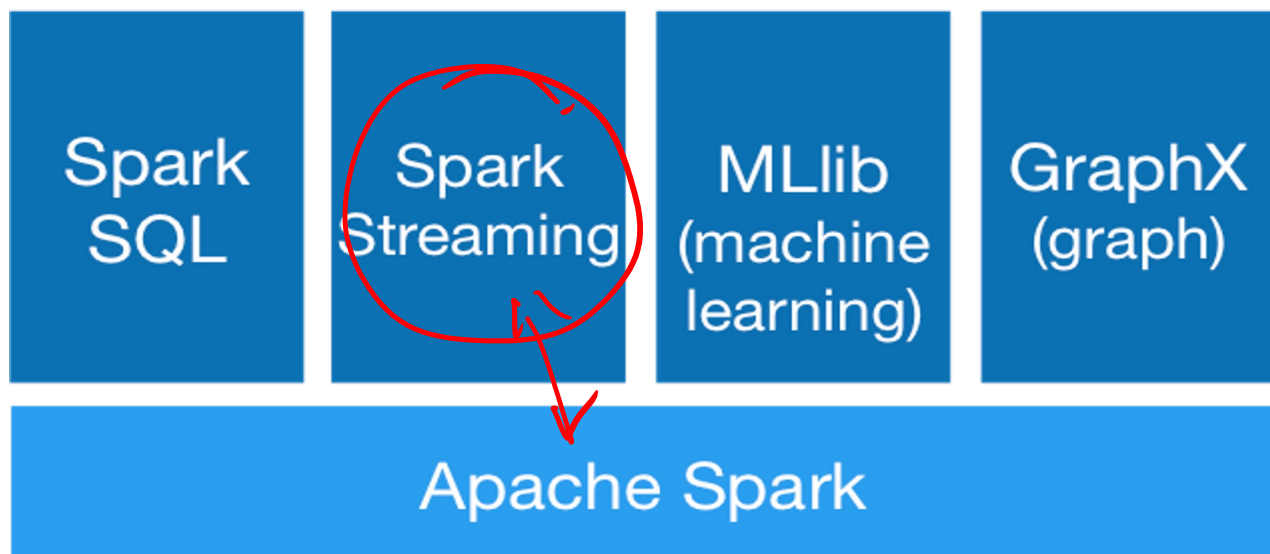 Spark
SQL
Spark
Streaming
MLlib
(machine
learning)
GraphX
(graph)
Apache Spark